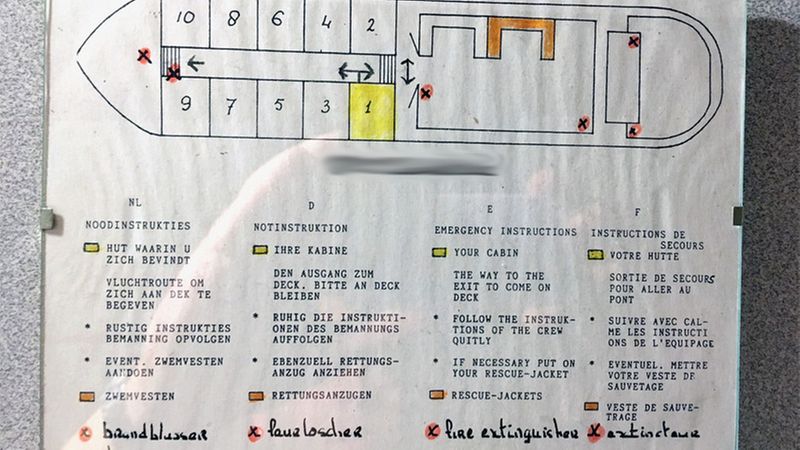 10 8 6 4 2
9 7 5 3 1
NL
NOODINSTRUKTIES
HUT WAARIN U
ZICH BEVINDT
VLUCHTROUTE OM
ZICH AAN DEK TE
BEGEVEN
* RUSTIG INSTRUKTIES
BEMANNING OPVOLGEN
* EVENT. ZWEMVESTEN
AANDOEN
ZWEMVESTEN
x brandblusser
D
NOTINSTRUKTION
IHRE KABINE
DEN AUSGANG ZUM
DECK. BITTE AN DECK
BLEIBEN
* RUHIG DIE INSTRUKTI-
ONEN DES BEMANNUNGS
AUFFOLGEN
* EBENZUELL RETTUNGS-
ANZUG ANZIEHEN
RETTUNGSANZUGEN
x feuerloscher
E
EMERGENCY INSTRUCTIONS
YOUR CABIN
THE WAY TO THE
EXIT TO COME ON
DECK
* FOLLOW THE INSTRUK-
TIONS OF THE CREW
QUITLY
* IF NECESSARY PUT ON
YOUR RESCUE-JACKET
RESCUE-JACKETS
x fire extinguisher
F
INSTRUCTIONS DE
SECOURS
VOTRE HUTTE
SORTIE DE SECOURS
POUR ALLER AU
PONT
* SUIVRE AVEC CAL-
ME LES INSTRUCTI
ONS DE L'EQUIPAGE
* EVENTUEL. METTRE
VOTRE VESTE DE
SAUVETAGE
VESTE DE SAUVE-
TRAGE
x extincteur